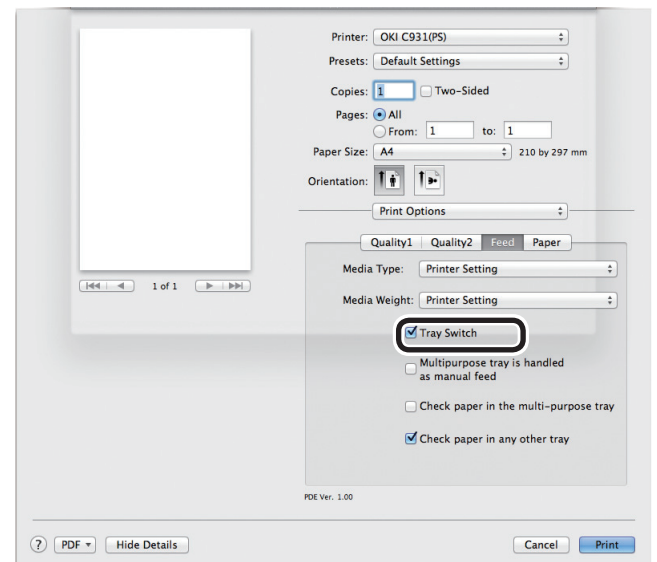 Printer: OKI C931(PS)
Presets: Default Settings
Copies: 1 Two-Sided
Pages: All
From: 1 to: 1
Paper Size: A4 210 by 297 mm
Orientation:
Print Options
Quality1 Quality2 Feed Paper
Media Type: Printer Setting
1 of 1
Media Weight: Printer Setting
Tray Switch
Multipurpose tray is handled
as manual feed
Check paper in the multi-purpose tray
Check paper in any other tray
PDE Ver. 1.00
? PDF Hide Details Cancel Print